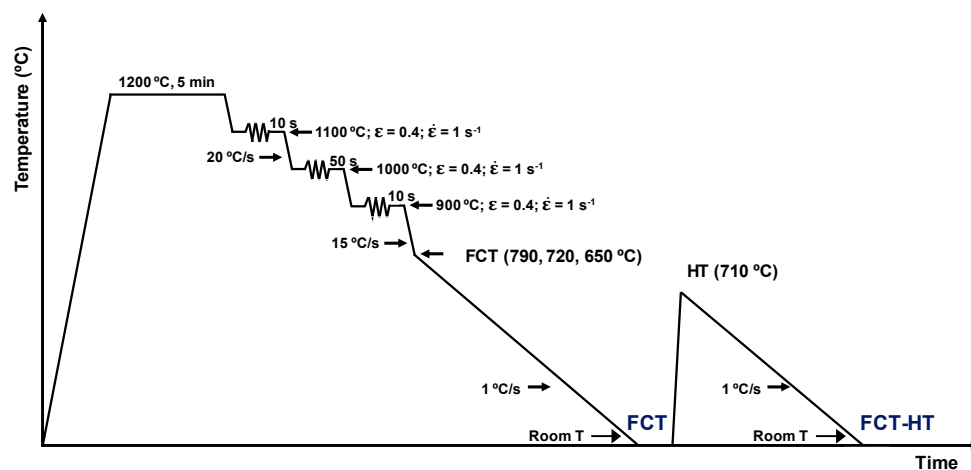 Temperature (ºC)
1200 ºC, 5 min
10 s
1100 ºC; ε = 0.4; ε̇ = 1 s⁻¹
20 ºC/s
50 s
1000 ºC; ε = 0.4; ε̇ = 1 s⁻¹
10 s
900 ºC; ε = 0.4; ε̇ = 1 s⁻¹
15 ºC/s
FCT (790, 720, 650 ºC)
HT (710 ºC)
1 ºC/s
1 ºC/s
FCT
FCT-HT
Room T
Room T
Time